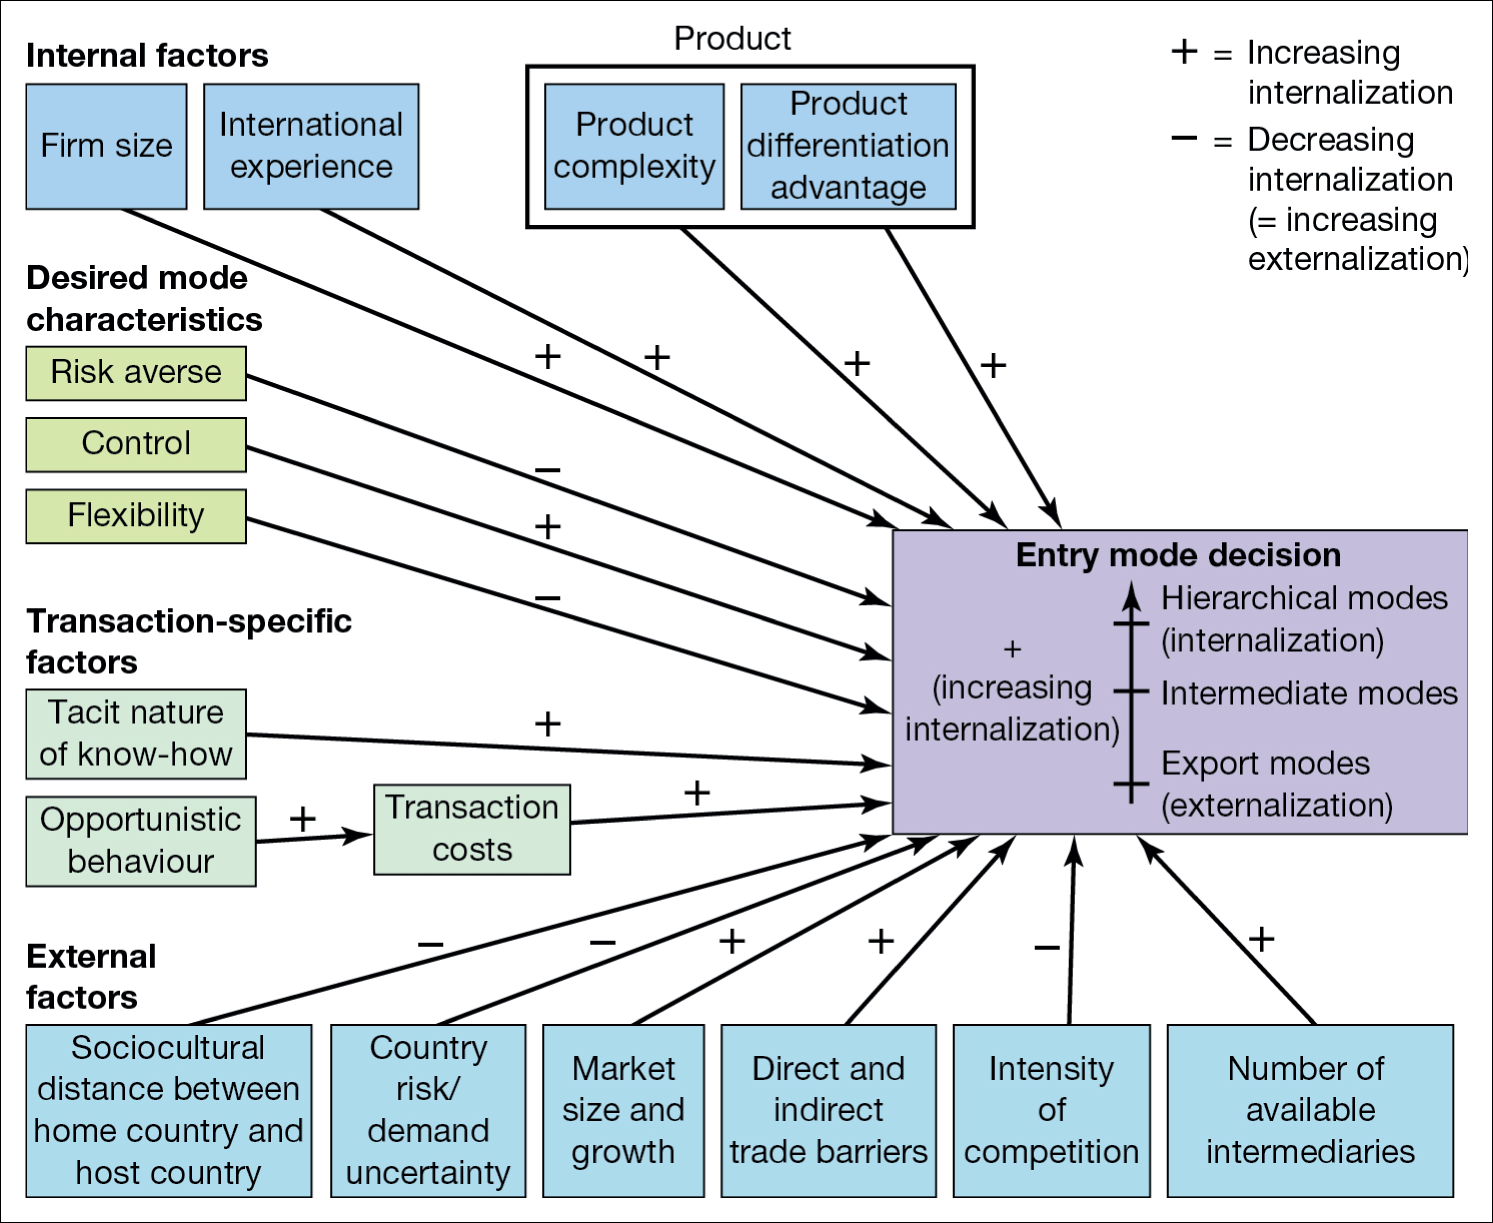 Internal factors
Firm size
International
experience
Product
Product
complexity
Product
differentiation
advantage
+ = Increasing
internalization
− = Decreasing
internalization
(= increasing
externalization)
Desired mode
characteristics
Risk averse
Control
Flexibility
+
+
+
+
−
+
−
Transaction-specific
factors
Tacit nature
of know-how
+
Opportunistic
behaviour
+
Transaction
costs
+
Entry mode decision
+
(increasing
internalization)
Hierarchical modes
(internalization)
Intermediate modes
Export modes
(externalization)
External
factors
−
−
+
+
−
+
Sociocultural
distance between
home country and
host country
Country
risk/
demand
uncertainty
Market
size and
growth
Direct and
indirect
trade barriers
Intensity
of
competition
Number of
available
intermediaries